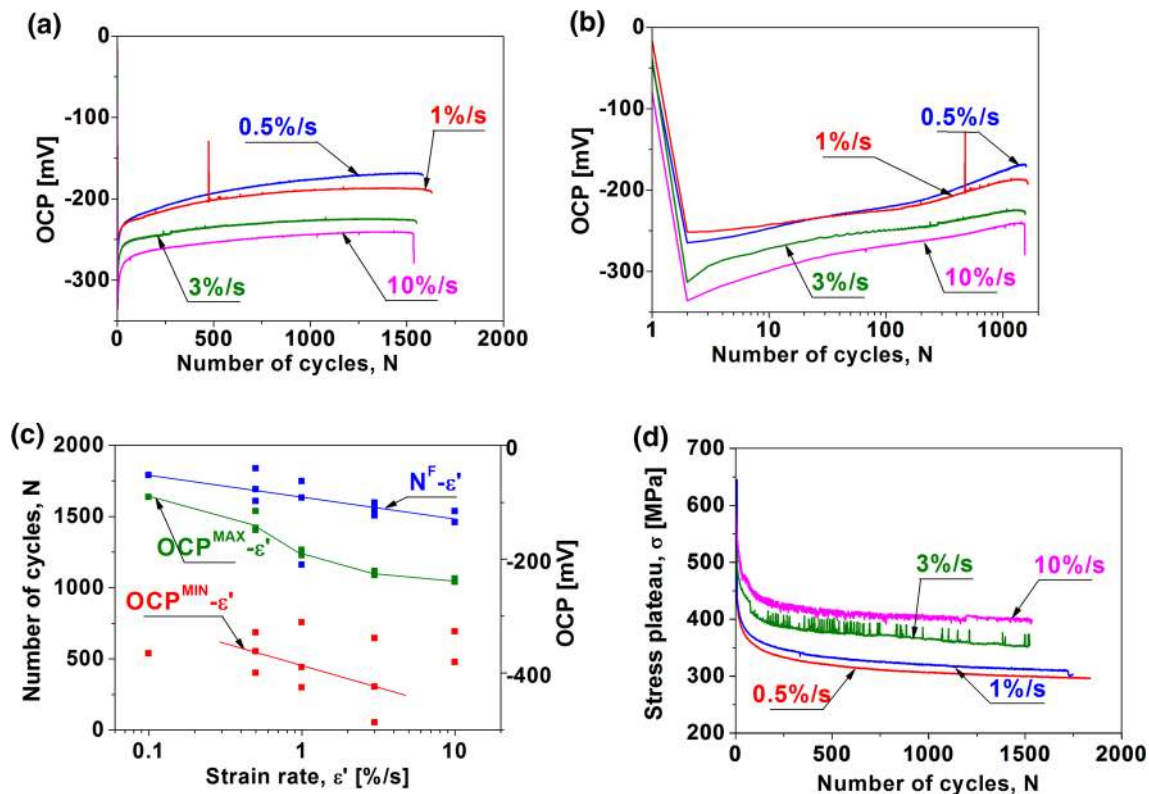 (a)
0
-100
-200
-300
OCP [mV]
0.5%/s
1%/s
3%/s
10%/s
0 500 1000 1500 2000
Number of cycles, N
(b)
0
-100
-200
-300
OCP [mV]
0.5%/s
1%/s
3%/s
10%/s
1 10 100 1000
Number of cycles, N
(c)
2000
1500
1000
500
0
Number of cycles, N
N^F-ε'
OCP^MAX-ε'
OCP^MIN-ε'
0
-200
-400
OCP [mV]
0.1 1 10
Strain rate, ε' [%/s]
(d)
700
600
500
400
300
200
Stress plateau, σ [MPa]
3%/s
10%/s
0.5%/s
1%/s
0 500 1000 1500 2000
Number of cycles, N